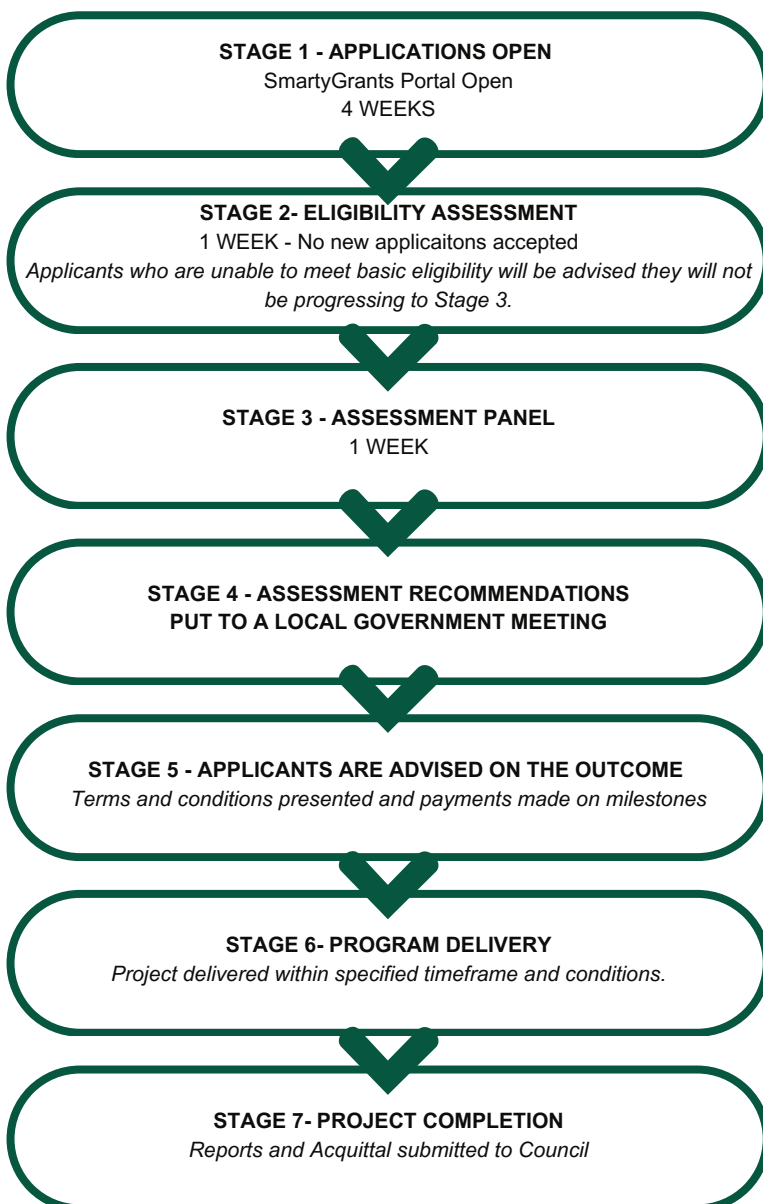 STAGE 1 - APPLICATIONS OPEN
SmartyGrants Portal Open
4 WEEKS
STAGE 2- ELIGIBILITY ASSESSMENT
1 WEEK - No new applicaitons accepted
Applicants who are unable to meet basic eligibility will be advised they will not
be progressing to Stage 3.
STAGE 3 - ASSESSMENT PANEL
1 WEEK
STAGE 4 - ASSESSMENT RECOMMENDATIONS
PUT TO A LOCAL GOVERNMENT MEETING
STAGE 5 - APPLICANTS ARE ADVISED ON THE OUTCOME
Terms and conditions presented and payments made on milestones
STAGE 6- PROGRAM DELIVERY
Project delivered within specified timeframe and conditions.
STAGE 7- PROJECT COMPLETION
Reports and Acquittal submitted to Council